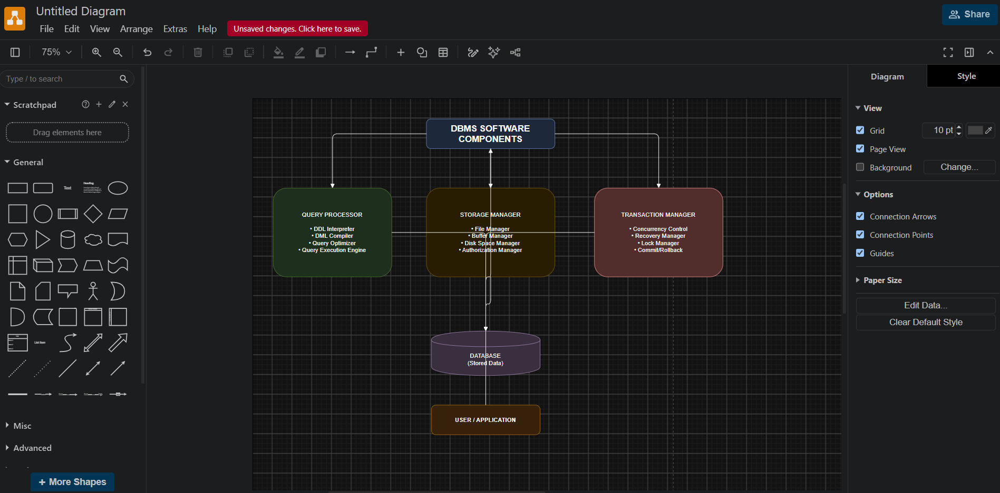 Untitled Diagram
File Edit View Arrange Extras Help Unsaved changes. Click here to save.
Share
75%
Type / to search
Scratchpad
Drag elements here
General
Text
Heading
List Item
Misc
Advanced
+ More Shapes
DBMS SOFTWARE
COMPONENTS
QUERY PROCESSOR
• DDL Interpreter
• DML Compiler
• Query Optimizer
• Query Execution Engine
STORAGE MANAGER
• File Manager
• Buffer Manager
• Disk Space Manager
• Authorization Manager
TRANSACTION MANAGER
• Concurrency Control
• Recovery Manager
• Lock Manager
• Commit/Rollback
DATABASE
(Stored Data)
USER / APPLICATION
Diagram Style
View
Grid 10 pt
Page View
Background Change...
Options
Connection Arrows
Connection Points
Guides
Paper Size
Edit Data...
Clear Default Style